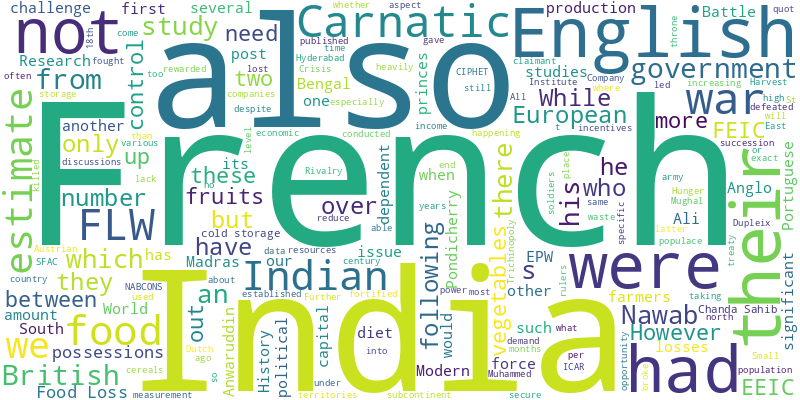 challenge first several also Carnatic English production Battle quot
not study need
Research 18th fought often come whether published time Hyderabad Crisis aspect gave
from control post two Bengal one especially princes CIPHET still studies Institute Company where throne claimant
government increasing Harvest
estimate another only too rewarded lost companies despite heavily While European All t incentives led high defeated St
war more FEIC will East
storage than various discussions up these its economic conducted level income happening
number fruits over dependent when there he who his place same
succession or exact Anglo Portuguese
killed FLW but lack no Rivalry reduce end years able
French
Ali Hunger Mughal Dupleix
which have cold storage data resources Pondicherry vegetables Trichinopoly soldiers waste army specific populace latter treaty
they has Madras our issue EPW s were their
Austrian SFAC country
between NABCONS used about established century further fortified power most other rulers farmers taking
food an Indian following
we amount World South ago Dutch out Anwaruddin History political capital would such demand months what Nawab Chanda Sahib north significant
possessions However
British cereals so under diet into Modern force Muhammed per ICAR losses opportunity broke Small population
Food Loss measurement India territories subcontinent secure had EEIC